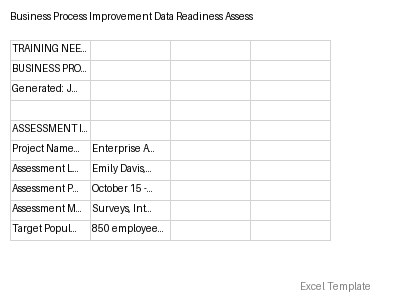 Business Process Improvement Data Readiness Assess
TRAINING NEE...
BUSINESS PRO...
Generated: J...
ASSESSMENT I...
Project Name... Enterprise A...
Assessment L... Emily Davis,...
Assessment P... October 15 -...
Assessment M... Surveys, Int...
Target Popul... 850 employee...
Excel Template